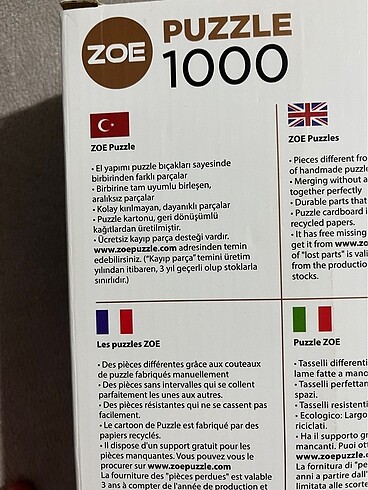 ZOE
PUZZLE
1000
ZOE Puzzle
• El yapımı puzzle bıçakları sayesinde
birbirinden farklı parçalar
• Birbirine tam uyumlu birleşen,
aralıksız parçalar
• Kolay kırılmayan, dayanıklı parçalar
• Puzzle kartonu, geri dönüşümlü
kağıtlardan üretilmiştir.
• Ücretsiz kayıp parça desteği vardır.
www.zoepuzzle.com adresinden temin
edebilirsiniz. ("Kayıp parça" temini üretim
yılından itibaren, 3 yıl geçerli olup stoklarla
sınırlıdır.)
ZOE Puzzles
• Pieces different fro
of handmade puzzle
• Merging without a
together perfectly
• Durable parts that
• Puzzle cardboard i
recycled papers.
• It has free missing
get it from www.zo
of "lost parts" is vali
from the productio
stocks.
Les puzzles ZOE
• Des pièces différentes grâce aux couteaux
de puzzle fabriqués manuellement
• Des pièces sans intervalles qui se collent
parfaitement les unes aux autres.
• Des pièces résistantes qui ne se cassent pas
facilement.
• Le cartoon de Puzzle est fabriqué par des
papiers recyclés.
• Il dispose d'un support gratuit pour les
pièces manquantes. Vous pouvez vous le
procurer sur www.zoepuzzle.com
La fourniture des "pièces perdues" est valable
3 ans à compter de l'année de production et
Puzzle ZOE
• Tasselli differenti
lame fatte a mano
• Tasselli perfettam
spazi.
• Tasselli resistenti
• Ecologico: Largo
riciclati.
• Ha il supporto gr
mancanti. Puoi ott
www.zoepuzzle.c
La fornitura di "pe
anni a partire dall'
limitata alle scorte